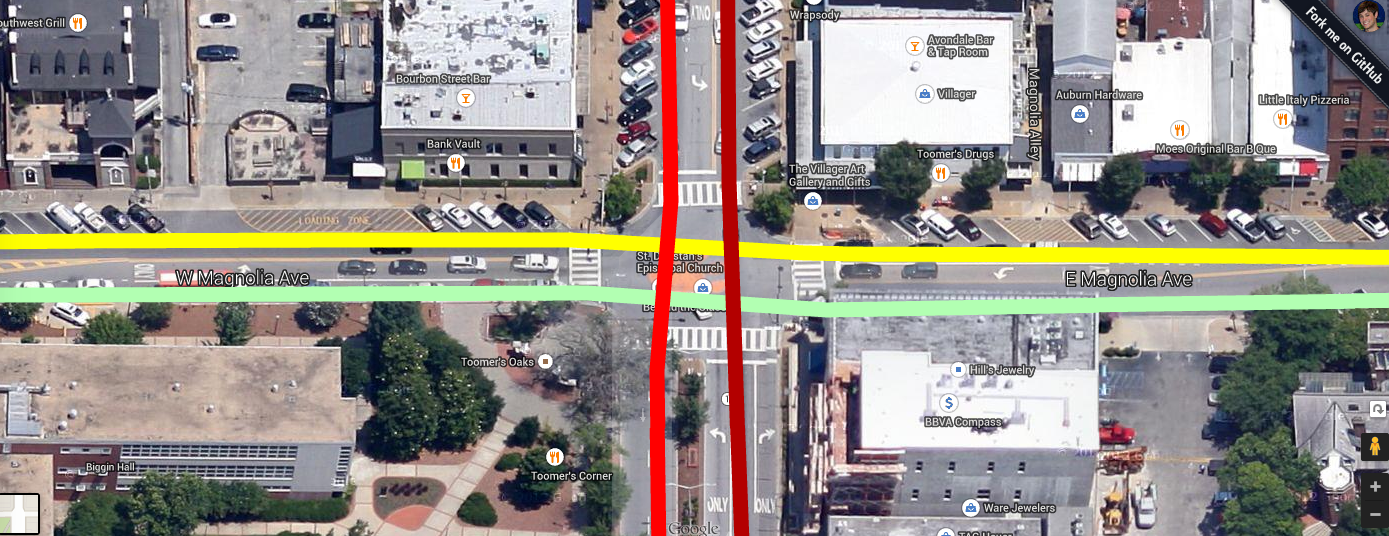 outhwest Grill
Bourbon Street Bar
Bank Vault
Wrapsody
Avondale Bar
& Tap Room
Villager
Magnolia Alley
Auburn Hardware
Fork me on GitHub
Little Italy Pizzeria
Moes Original Bar B Que
Toomer's Drugs
The Villager Art
Gallery and Gifts
LOADING ZONE
W Magnolia Ave
St. Dunstan's
Episcopal Church
E Magnolia Ave
Toomer's Oaks
Hill's Jewelry
$
BBVA Compass
Biggin Hall
Toomer's Corner
ONLY
ONLY
Ware Jewelers
Google
+
−